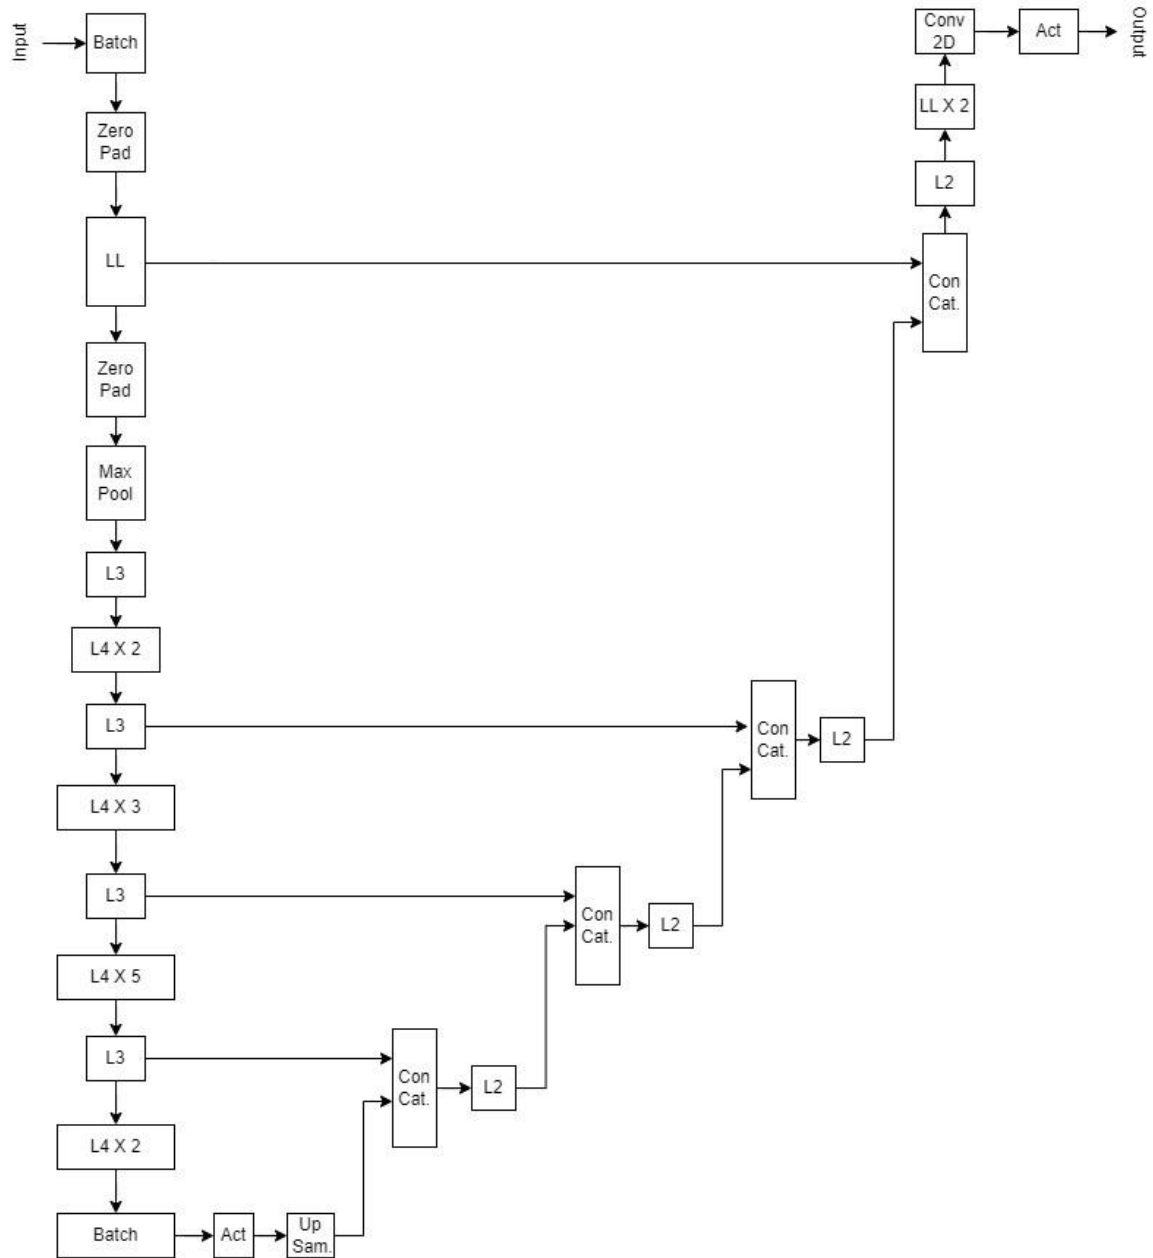 Input
Batch
Zero
Pad
LL
Zero
Pad
Max
Pool
L3
L4 X 2
L3
L4 X 3
L3
L4 X 5
L3
L4 X 2
Batch
Act
Up
Sam.
Con
Cat.
L2
Con
Cat.
L2
Con
Cat.
L2
Con
Cat.
L2
LL X 2
Conv
2D
Act
Output